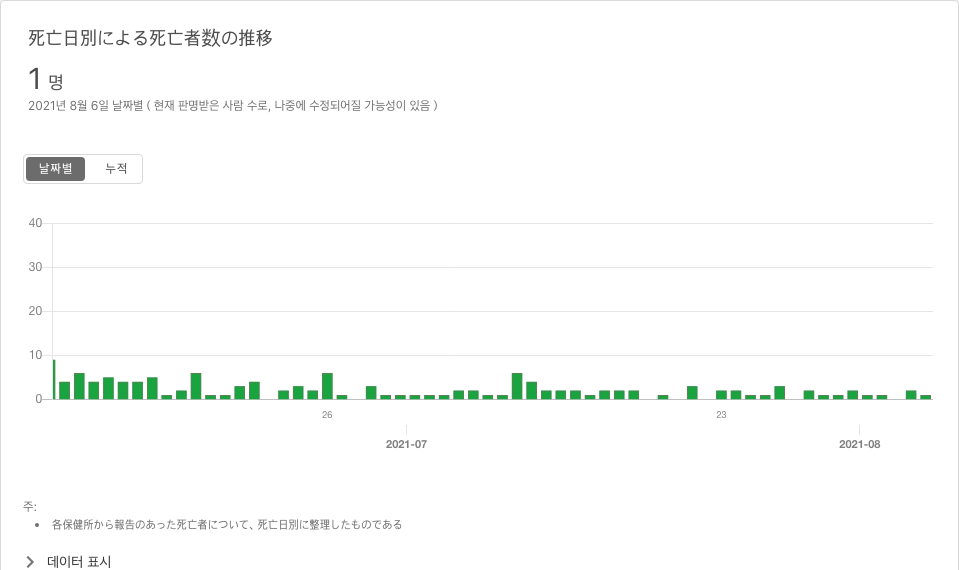 死亡日別による死亡者数の推移
1 명
2021년 8월 6일 날짜별 ( 현재 판명받은 사람 수로, 나중에 수정되어질 가능성이 있음 )
날짜별 누적
40
30
20
10
0
26 23
2021-07 2021-08
주:
• 各保健所から報告のあった死亡者について、死亡日別に整理したものである
데이터 표시